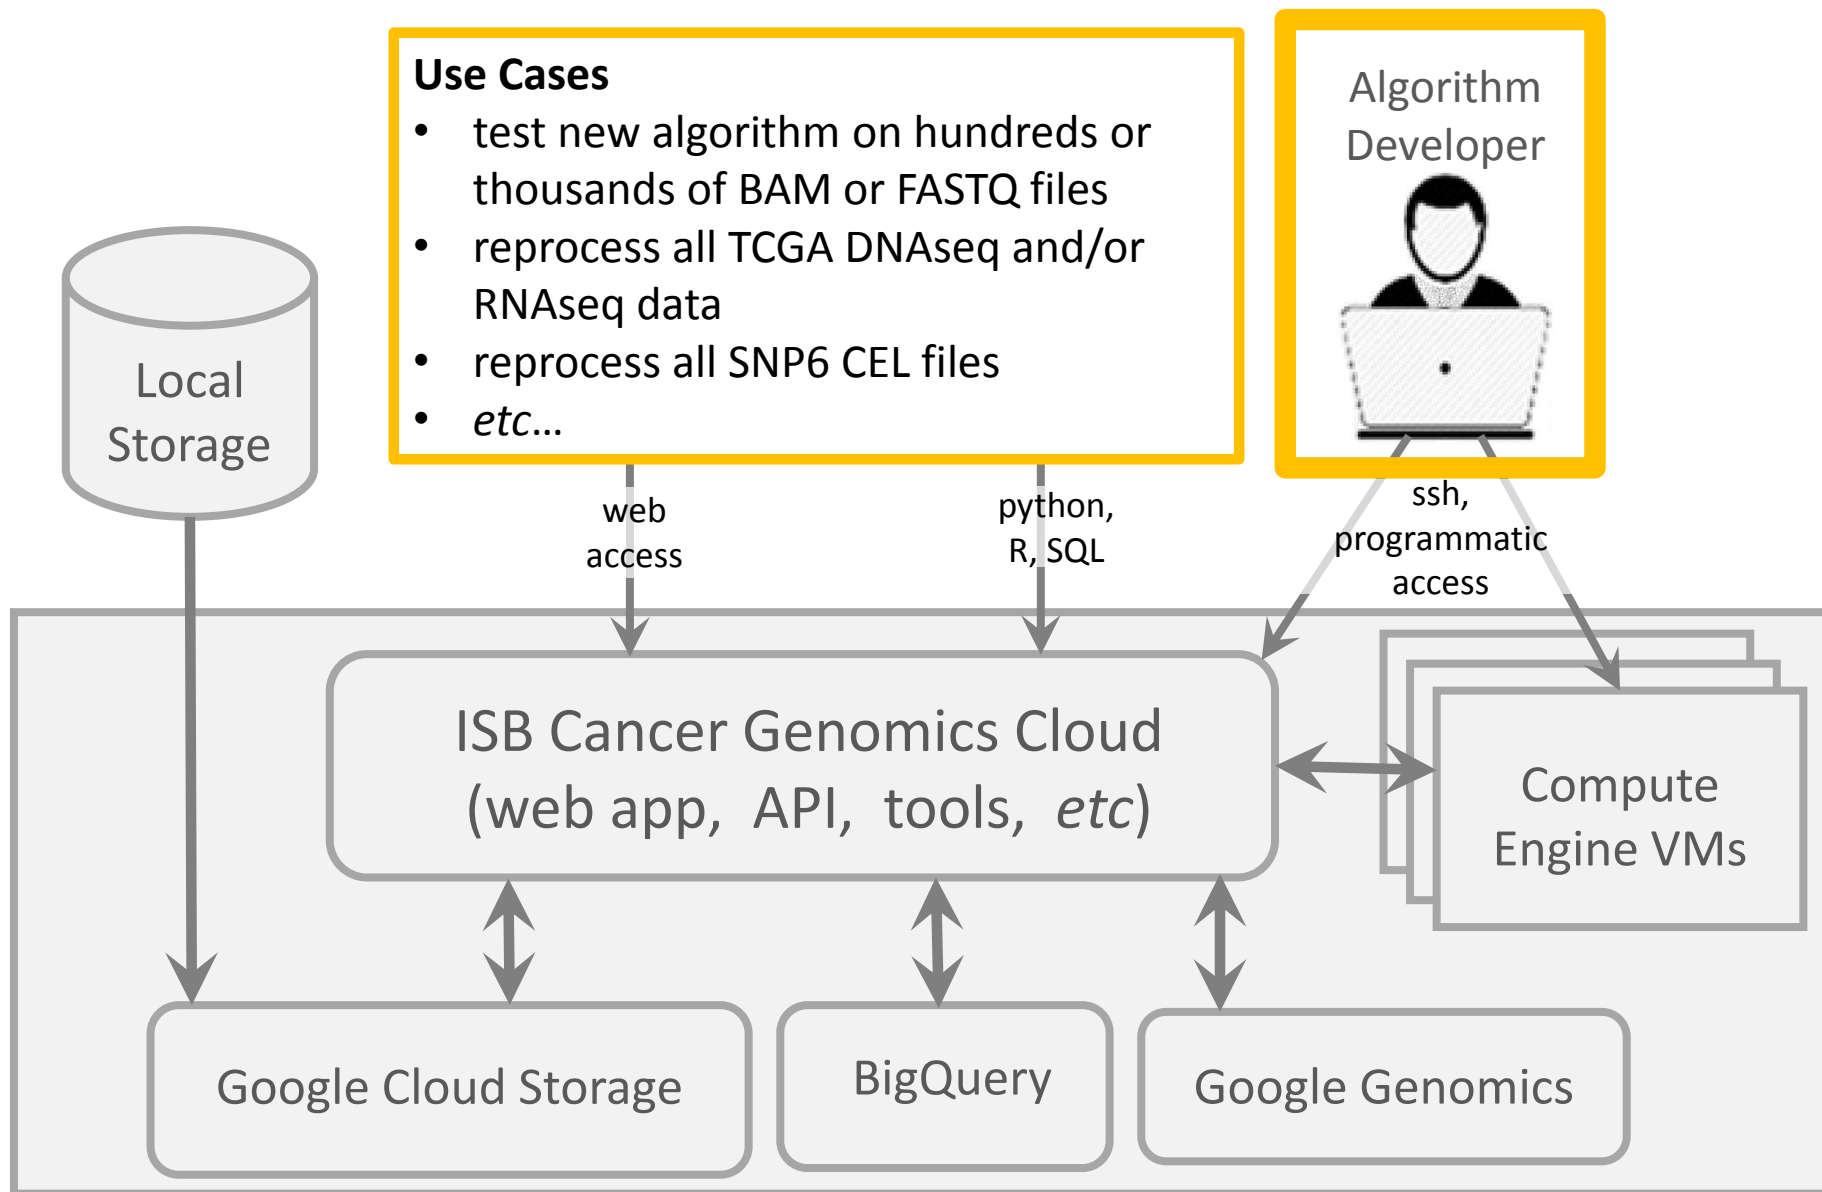 Use Cases
• test new algorithm on hundreds or
thousands of BAM or FASTQ files
• reprocess all TCGA DNAseq and/or
RNAseq data
• reprocess all SNP6 CEL files
• etc…
Algorithm
Developer
Local
Storage
web
access
python,
R, SQL
ssh,
programmatic
access
ISB Cancer Genomics Cloud
(web app, API, tools, etc)
Compute
Engine VMs
Google Cloud Storage
BigQuery
Google Genomics